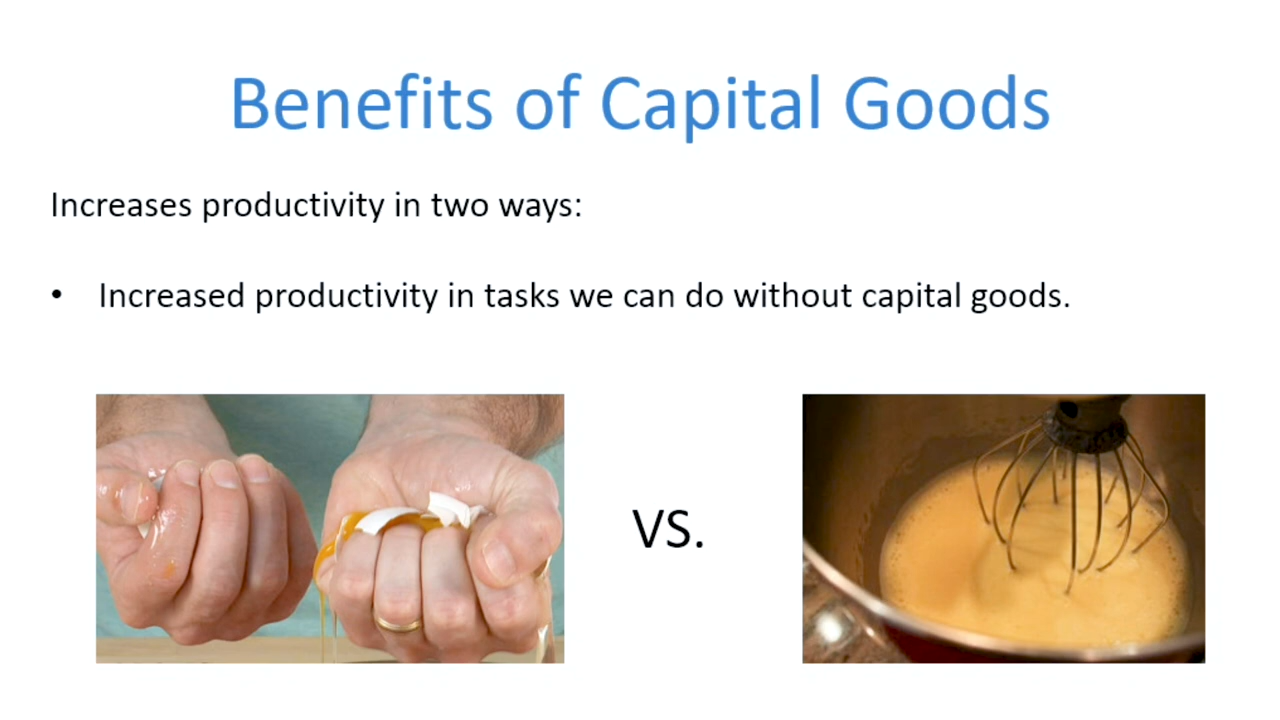 Benefits of Capital Goods
Increases productivity in two ways:
• Increased productivity in tasks we can do without capital goods.
VS.